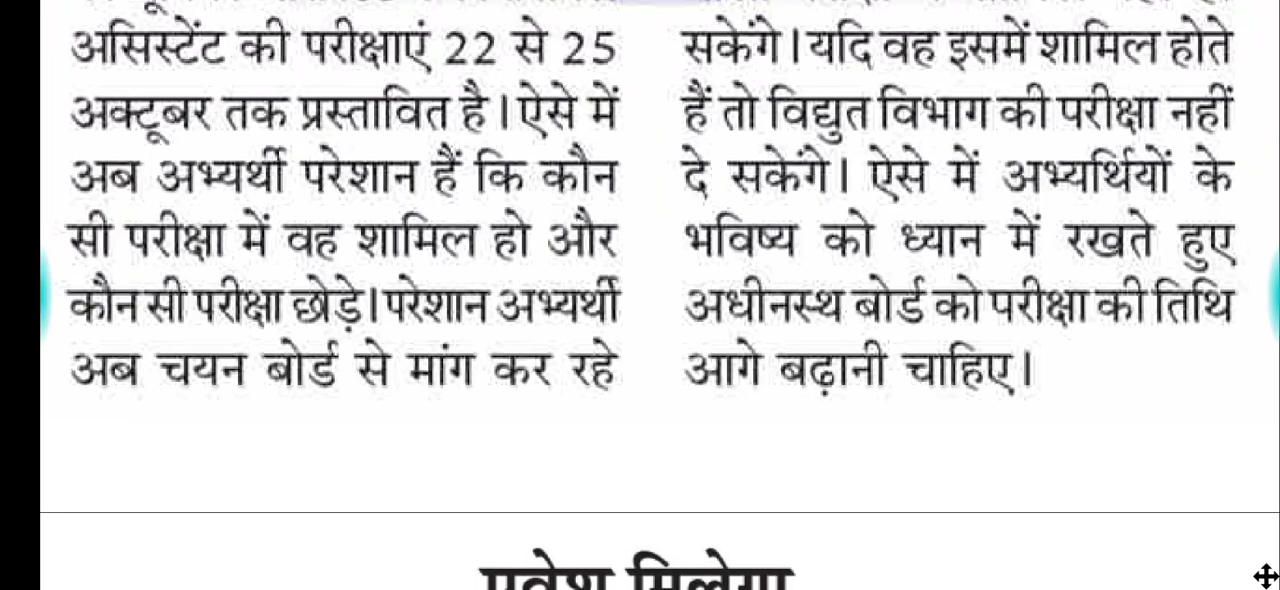 असिस्टेंट की परीक्षाएं 22 से 25
अक्टूबर तक प्रस्तावित है। ऐसे में
अब अभ्यर्थी परेशान हैं कि कौन
सी परीक्षा में वह शामिल हो और
कौन सी परीक्षा छोड़े। परेशान अभ्यर्थी
अब चयन बोर्ड से मांग कर रहे
सकेंगे। यदि वह इसमें शामिल होते
हैं तो विद्युत विभाग की परीक्षा नहीं
दे सकेंगे। ऐसे में अभ्यर्थियों के
भविष्य को ध्यान में रखते हुए
अधीनस्थ बोर्ड को परीक्षा की तिथि
आगे बढ़ानी चाहिए।
प्रवेश मिलेगा